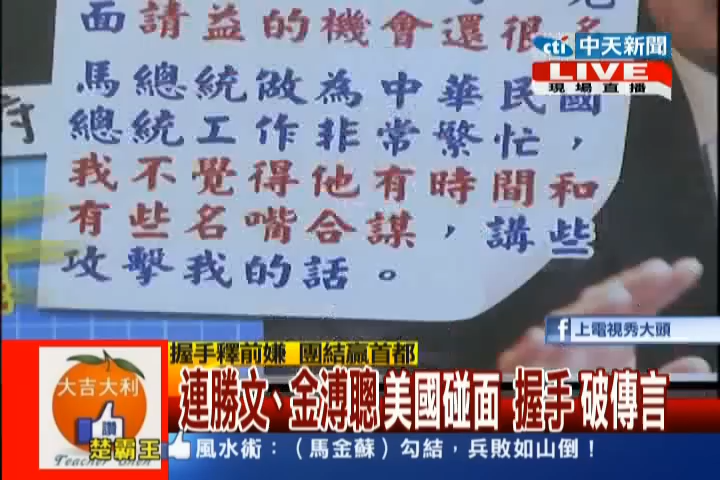 面請益的機會還很多
馬總統做為中華民國
總統工作非常繁忙，
我不覺得他有時間和
有些名嘴合謀，講些
攻擊我的話。
cti 中天新聞
LIVE
現場直播
f 上電視秀大頭
握手釋前嫌 團結贏首都
連勝文、金溥聰美國碰面 握手 破傳言
大吉大利
讚
楚霸王
Teacher Chen
風水術：（馬金蘇）勾結，兵敗如山倒！